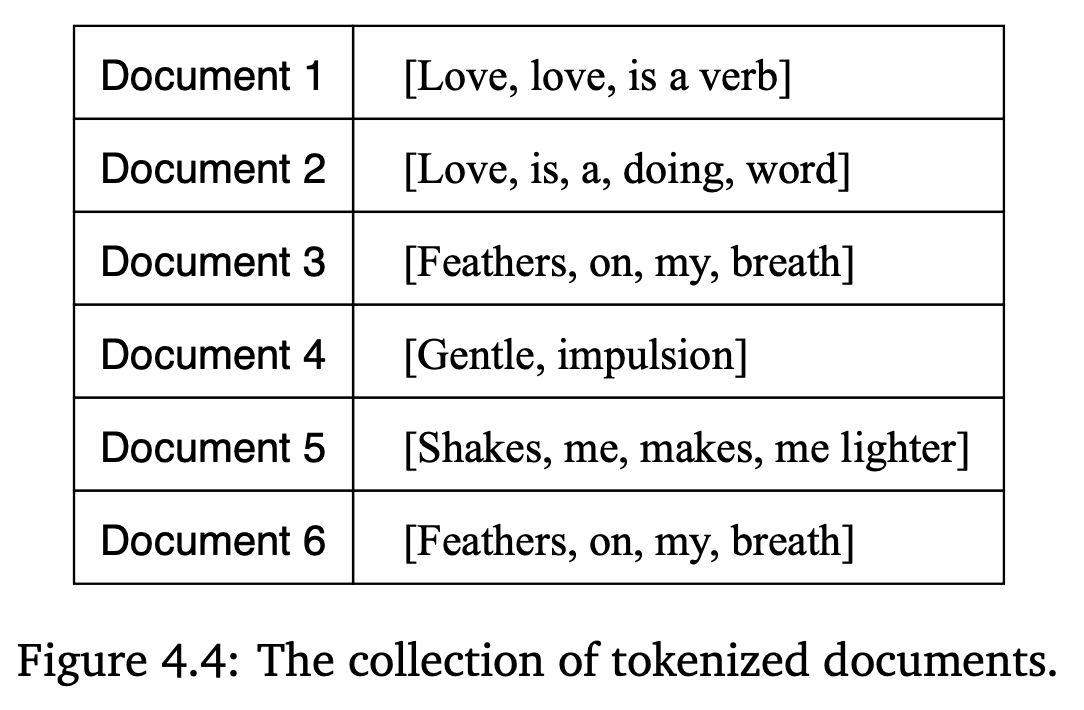 Document 1 [Love, love, is a verb]
Document 2 [Love, is, a, doing, word]
Document 3 [Feathers, on, my, breath]
Document 4 [Gentle, impulsion]
Document 5 [Shakes, me, makes, me lighter]
Document 6 [Feathers, on, my, breath]
Figure 4.4: The collection of tokenized documents.